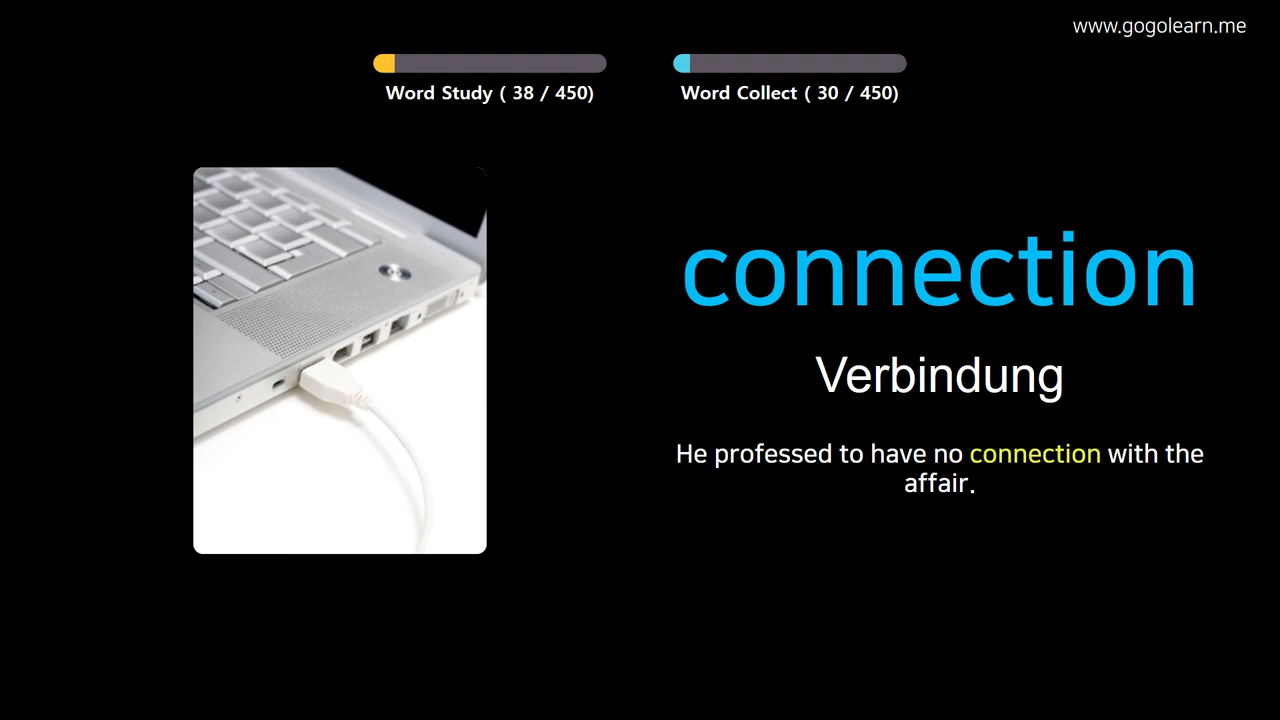 www.gogolearn.me
Word Study ( 38 / 450)
Word Collect ( 30 / 450)
connection
Verbindung
He professed to have no connection with the
affair.